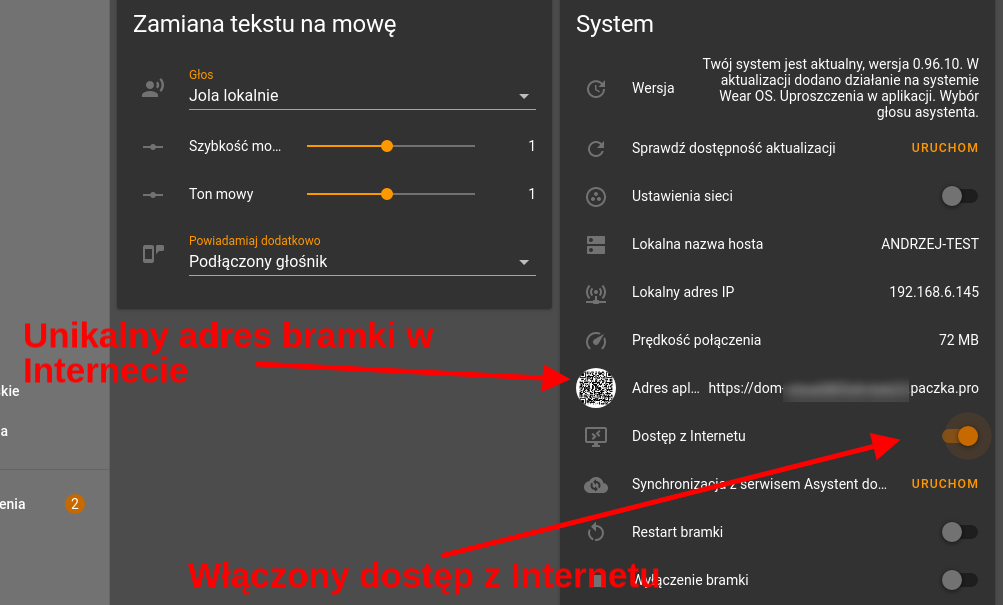 Zamiana tekstu na mowę
Głos
Jola lokalnie
Szybkość mo...
1
Ton mowy
1
Powiadamiaj dodatkowo
Podłączony głośnik
Unikalny adres bramki w
Internecie
skie
a
enia
2
Włączony dostęp z Internetu
System
Wersja
Twój system jest aktualny, wersja 0.96.10. W
aktualizacji dodano działanie na systemie
Wear OS. Uproszczenia w aplikacji. Wybór
głosu asystenta.
Sprawdź dostępność aktualizacji URUCHOM
Ustawienia sieci
Lokalna nazwa hosta ANDRZEJ-TEST
Lokalny adres IP 192.168.6.145
Prędkość połączenia 72 MB
Adres apl... https://dom- paczka.pro
Dostęp z Internetu
Synchronizacja z serwisem Asystent do... URUCHOM
Restart bramki
Wyłączenie bramki